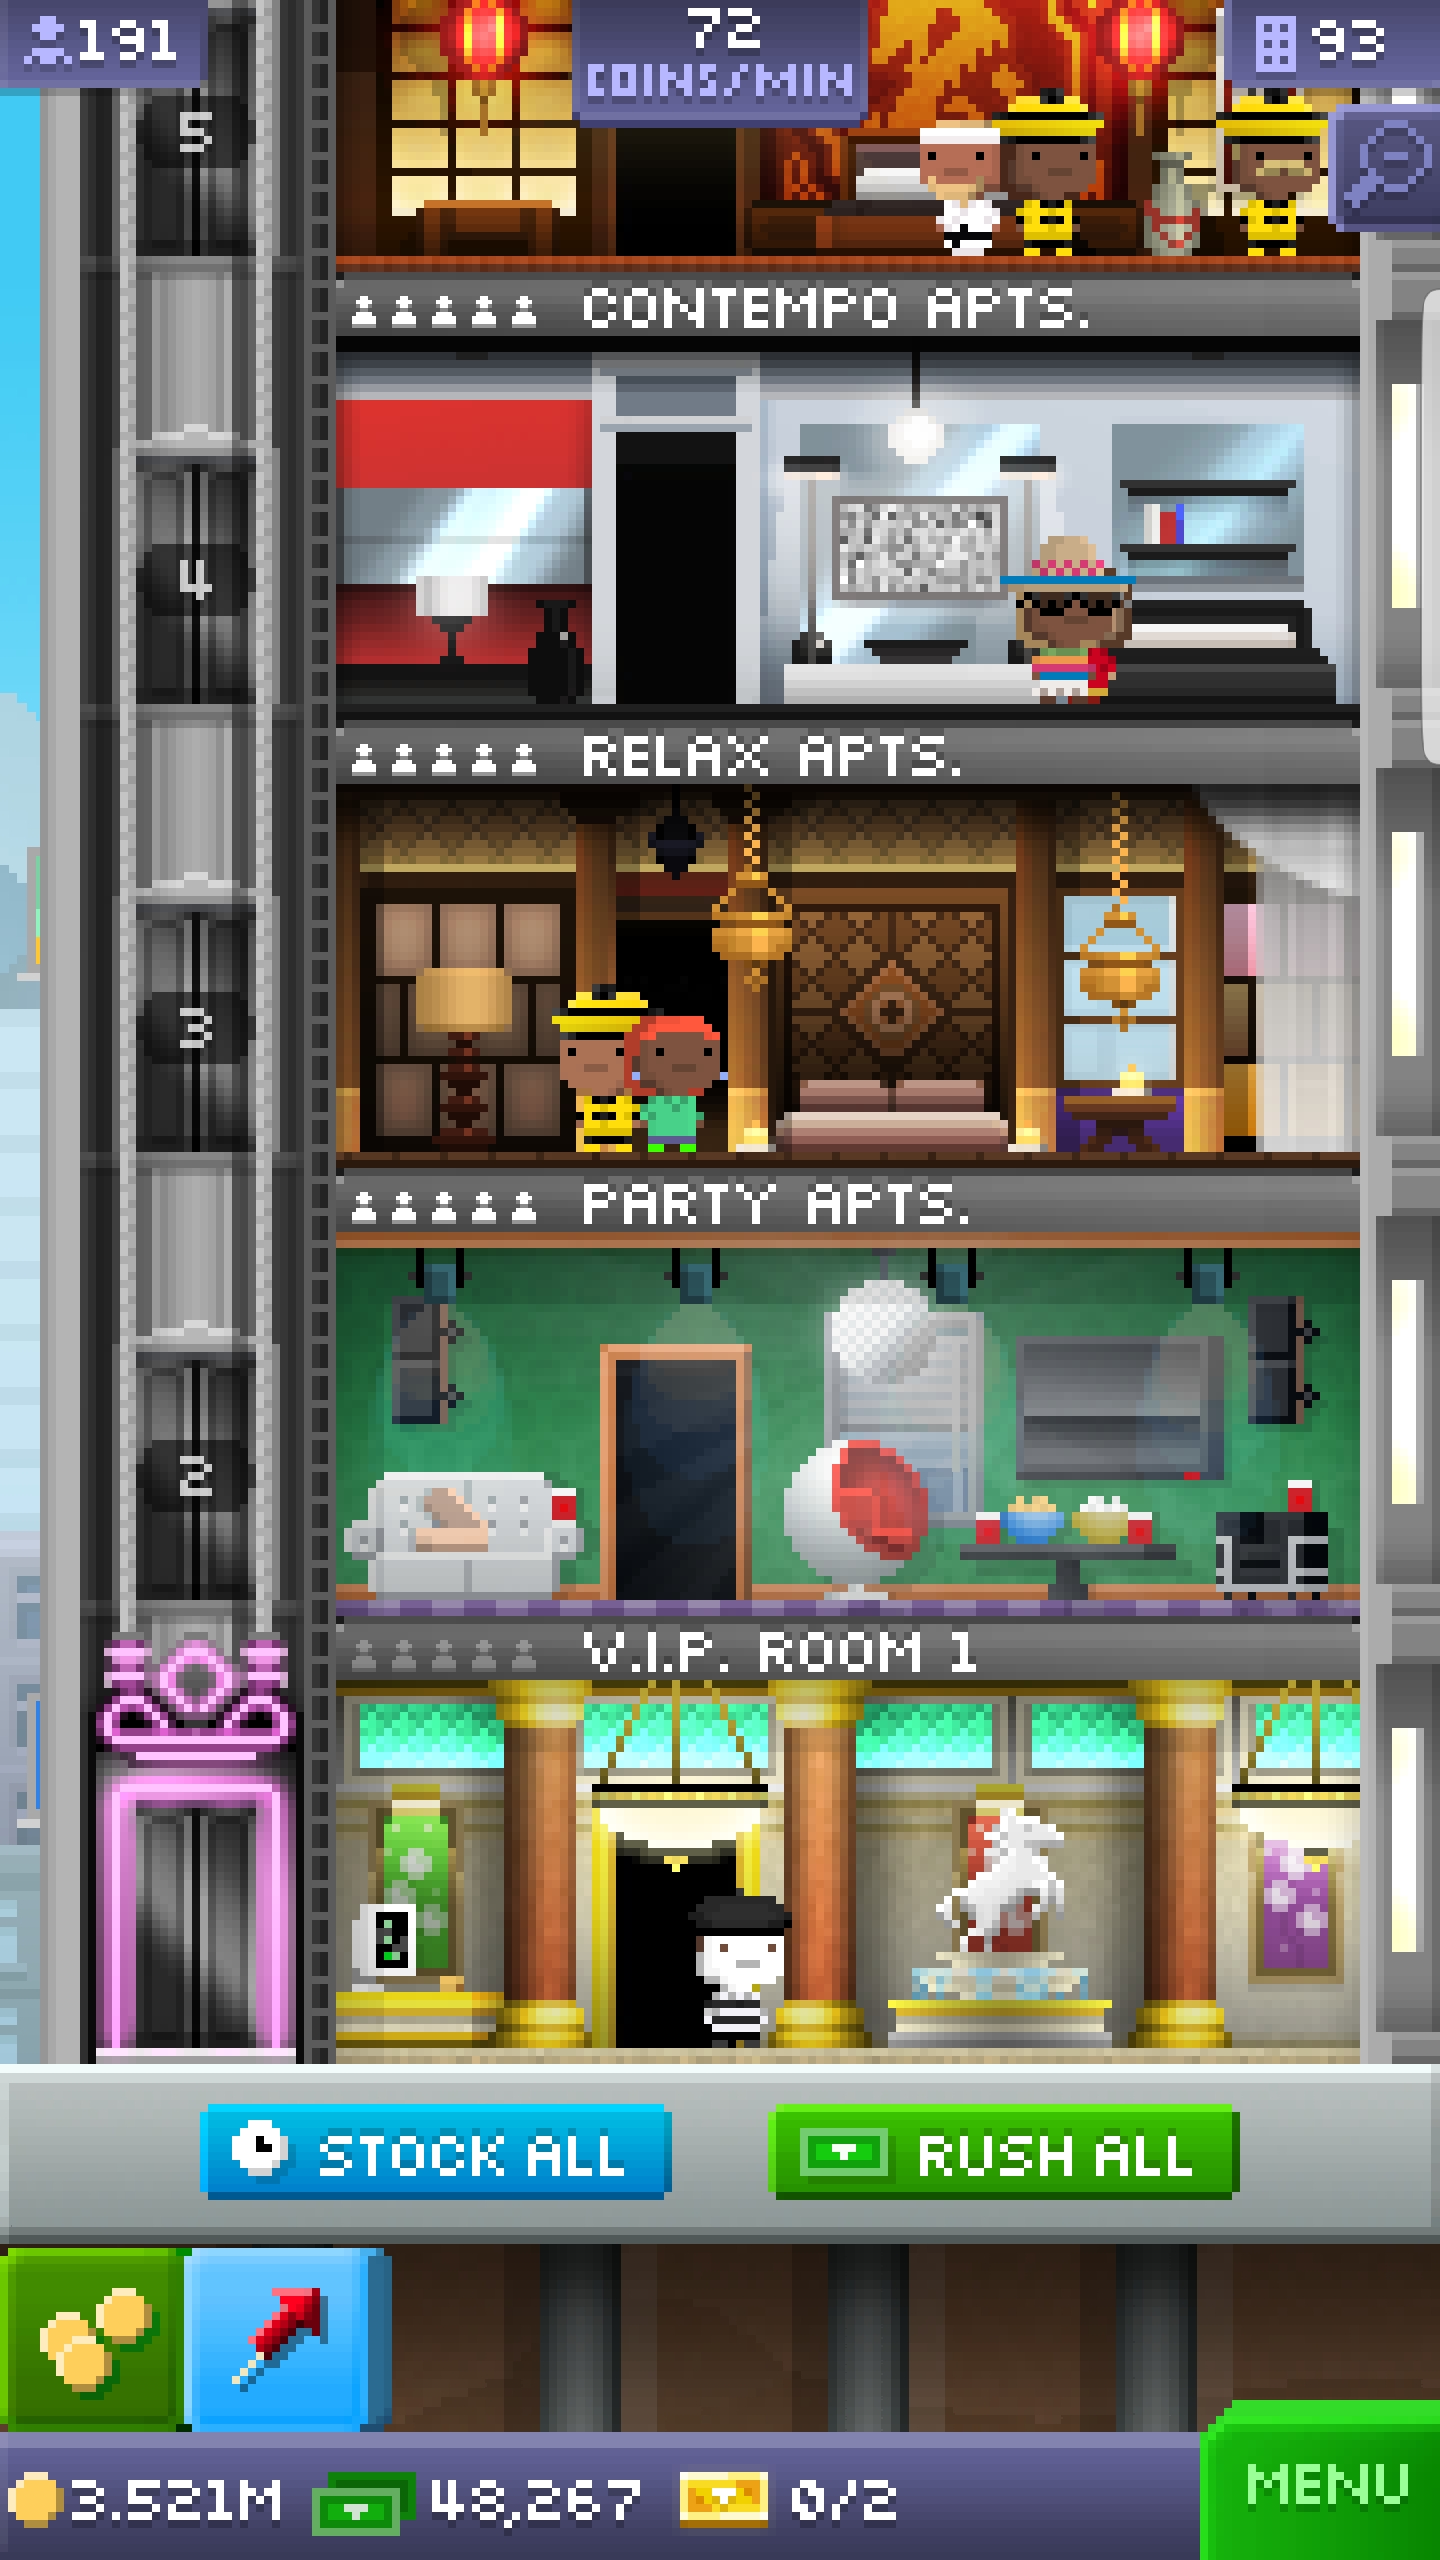 191
72
COINS/MIN
93
5
CONTEMPO APTS.
4
RELAX APTS.
3
PARTY APTS.
2
V.I.P. ROOM 1
STOCK ALL
RUSH ALL
3.521M
48,267
0/2
MENU